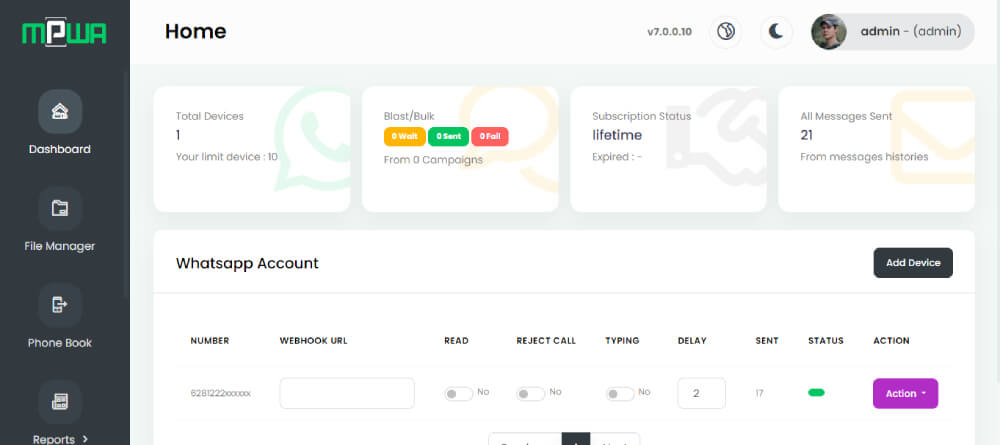 MPWA
Home
v7.0.0.10
admin - (admin)
Dashboard
File Manager
Phone Book
Reports
Total Devices
1
Your limit device : 10
Blast/Bulk
0 Wait 0 Sent 0 Fail
From 0 Campaigns
Subscription Status
lifetime
Expired : -
All Messages Sent
21
From messages histories
Whatsapp Account
Add Device
NUMBER WEBHOOK URL READ REJECT CALL TYPING DELAY SENT STATUS ACTION
6281222xxxxxx No No No 2 17 Action